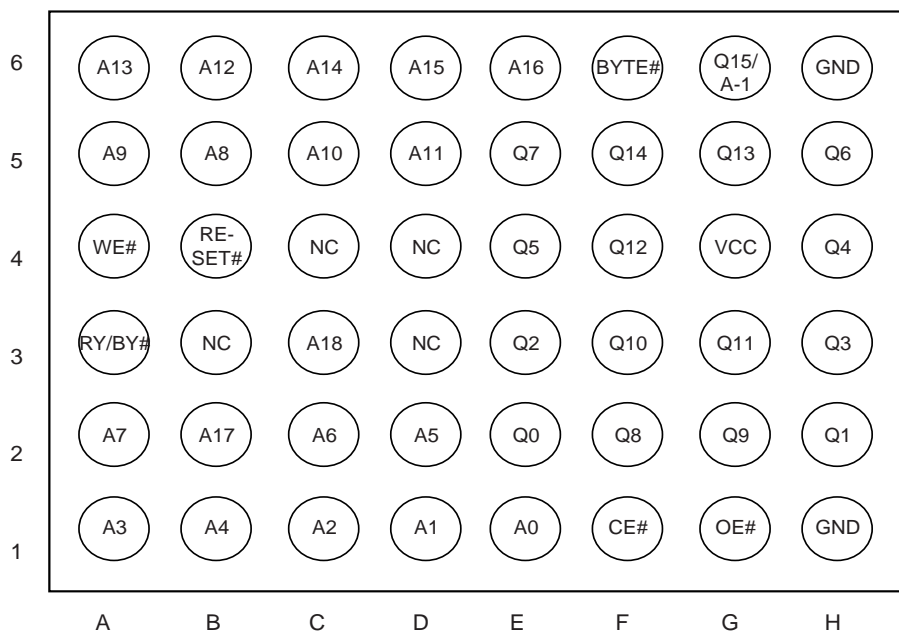 6 A13 A12 A14 A15 A16 BYTE# Q15/ GND
A-1
5 A9 A8 A10 A11 Q7 Q14 Q13 Q6
4 WE# RE- NC NC Q5 Q12 VCC Q4
SET#
3 RY/BY# NC A18 NC Q2 Q10 Q11 Q3
2 A7 A17 A6 A5 Q0 Q8 Q9 Q1
1 A3 A4 A2 A1 A0 CE# OE# GND
A B C D E F G H